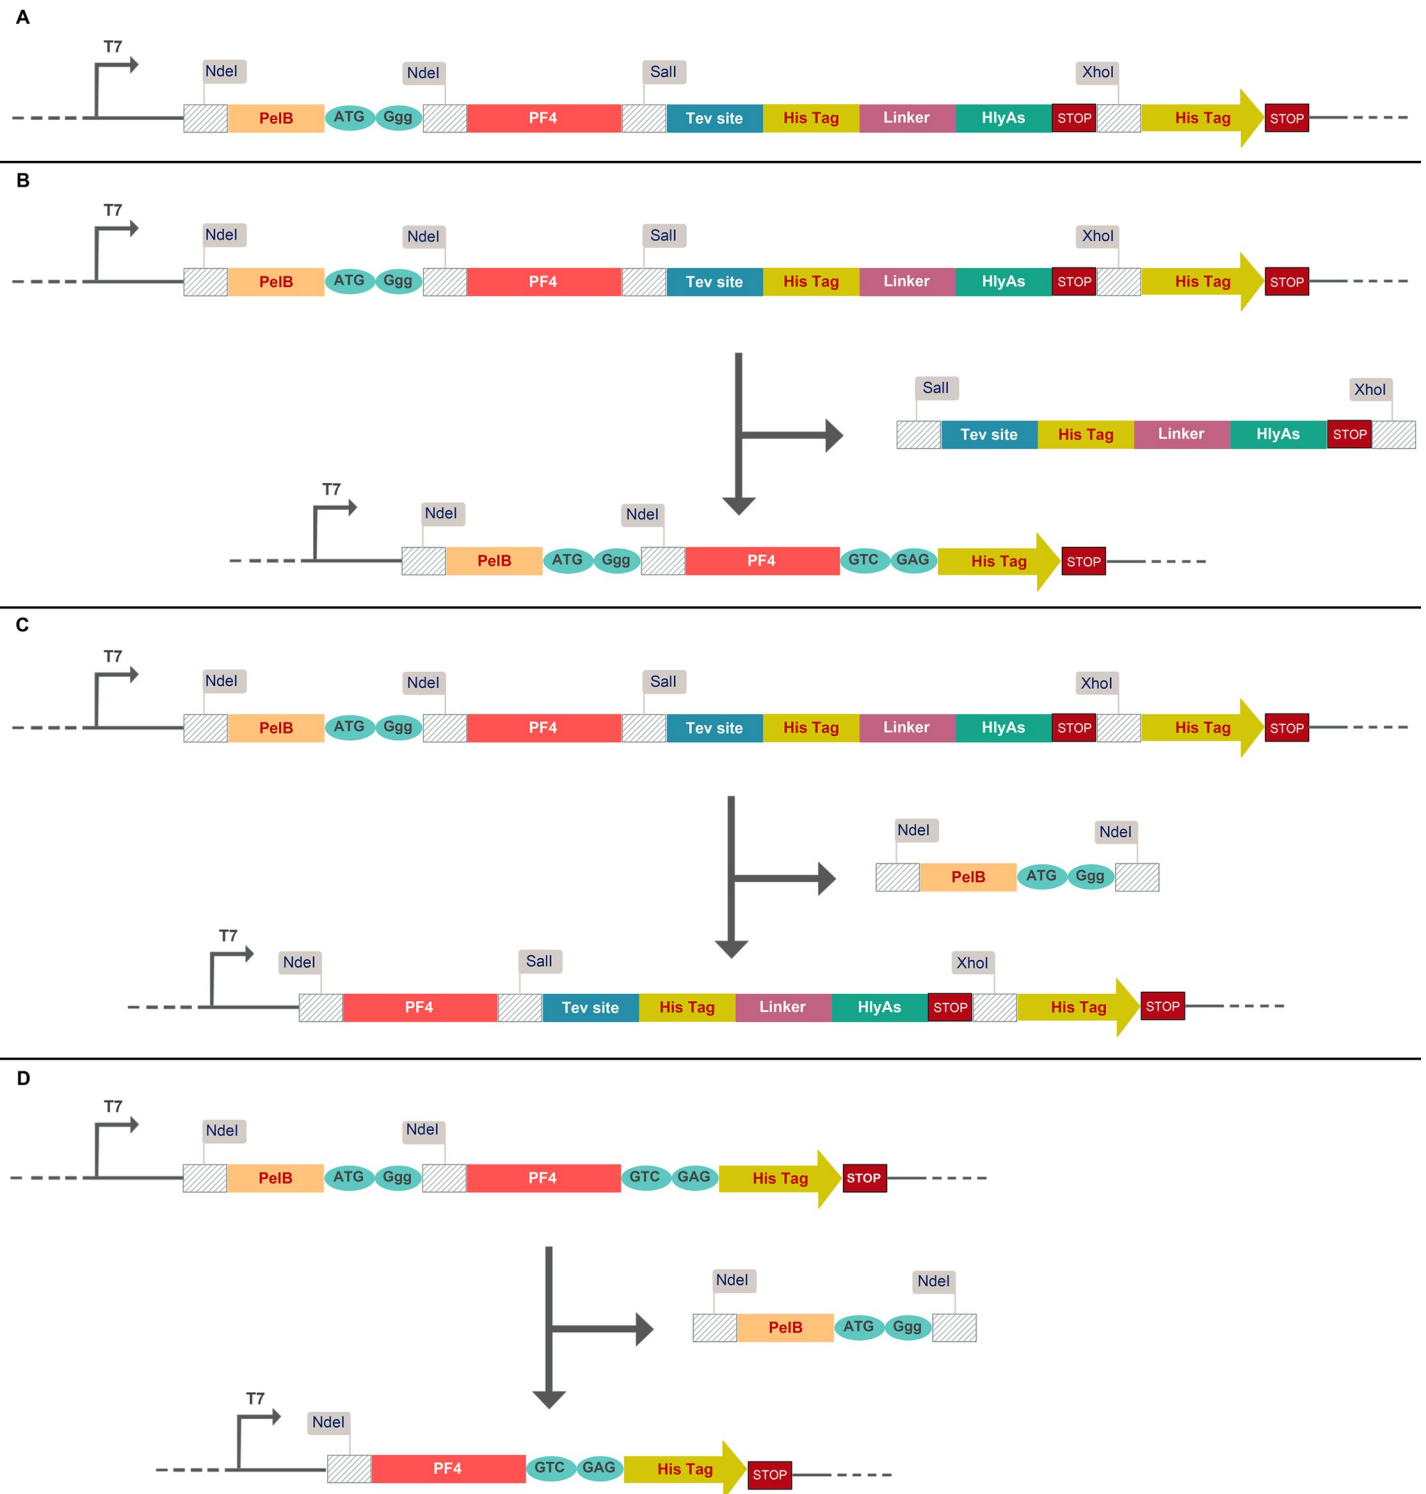 A
T7
NdeI NdeI SalI XhoI
PelB ATG Ggg PF4 Tev site His Tag Linker HlyAs STOP His Tag STOP
B
T7
NdeI NdeI SalI XhoI
PelB ATG Ggg PF4 Tev site His Tag Linker HlyAs STOP His Tag STOP
SalI XhoI
Tev site His Tag Linker HlyAs STOP
T7
NdeI NdeI
PelB ATG Ggg PF4 GTC GAG His Tag STOP
C
T7
NdeI NdeI SalI XhoI
PelB ATG Ggg PF4 Tev site His Tag Linker HlyAs STOP His Tag STOP
NdeI NdeI
PelB ATG Ggg
T7
NdeI SalI XhoI
PF4 Tev site His Tag Linker HlyAs STOP His Tag STOP
D
T7
NdeI NdeI
PelB ATG Ggg PF4 GTC GAG His Tag STOP
NdeI NdeI
PelB ATG Ggg
T7
NdeI
PF4 GTC GAG His Tag STOP